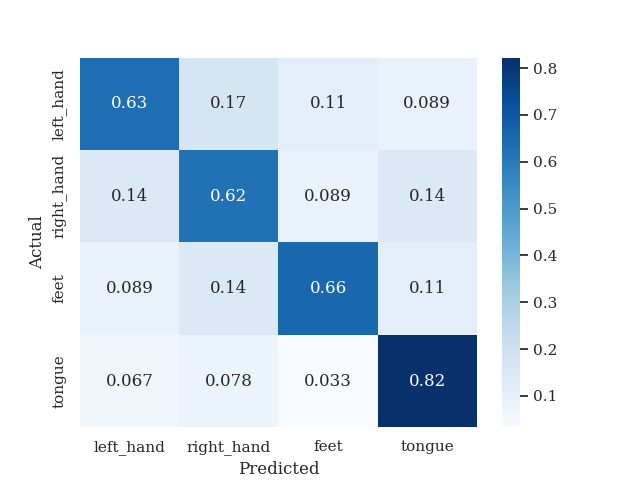 left_hand 0.63 0.17 0.11 0.089
right_hand 0.14 0.62 0.089 0.14
feet 0.089 0.14 0.66 0.11
tongue 0.067 0.078 0.033 0.82
Actual
left_hand right_hand feet tongue
Predicted
0.8
0.7
0.6
0.5
0.4
0.3
0.2
0.1